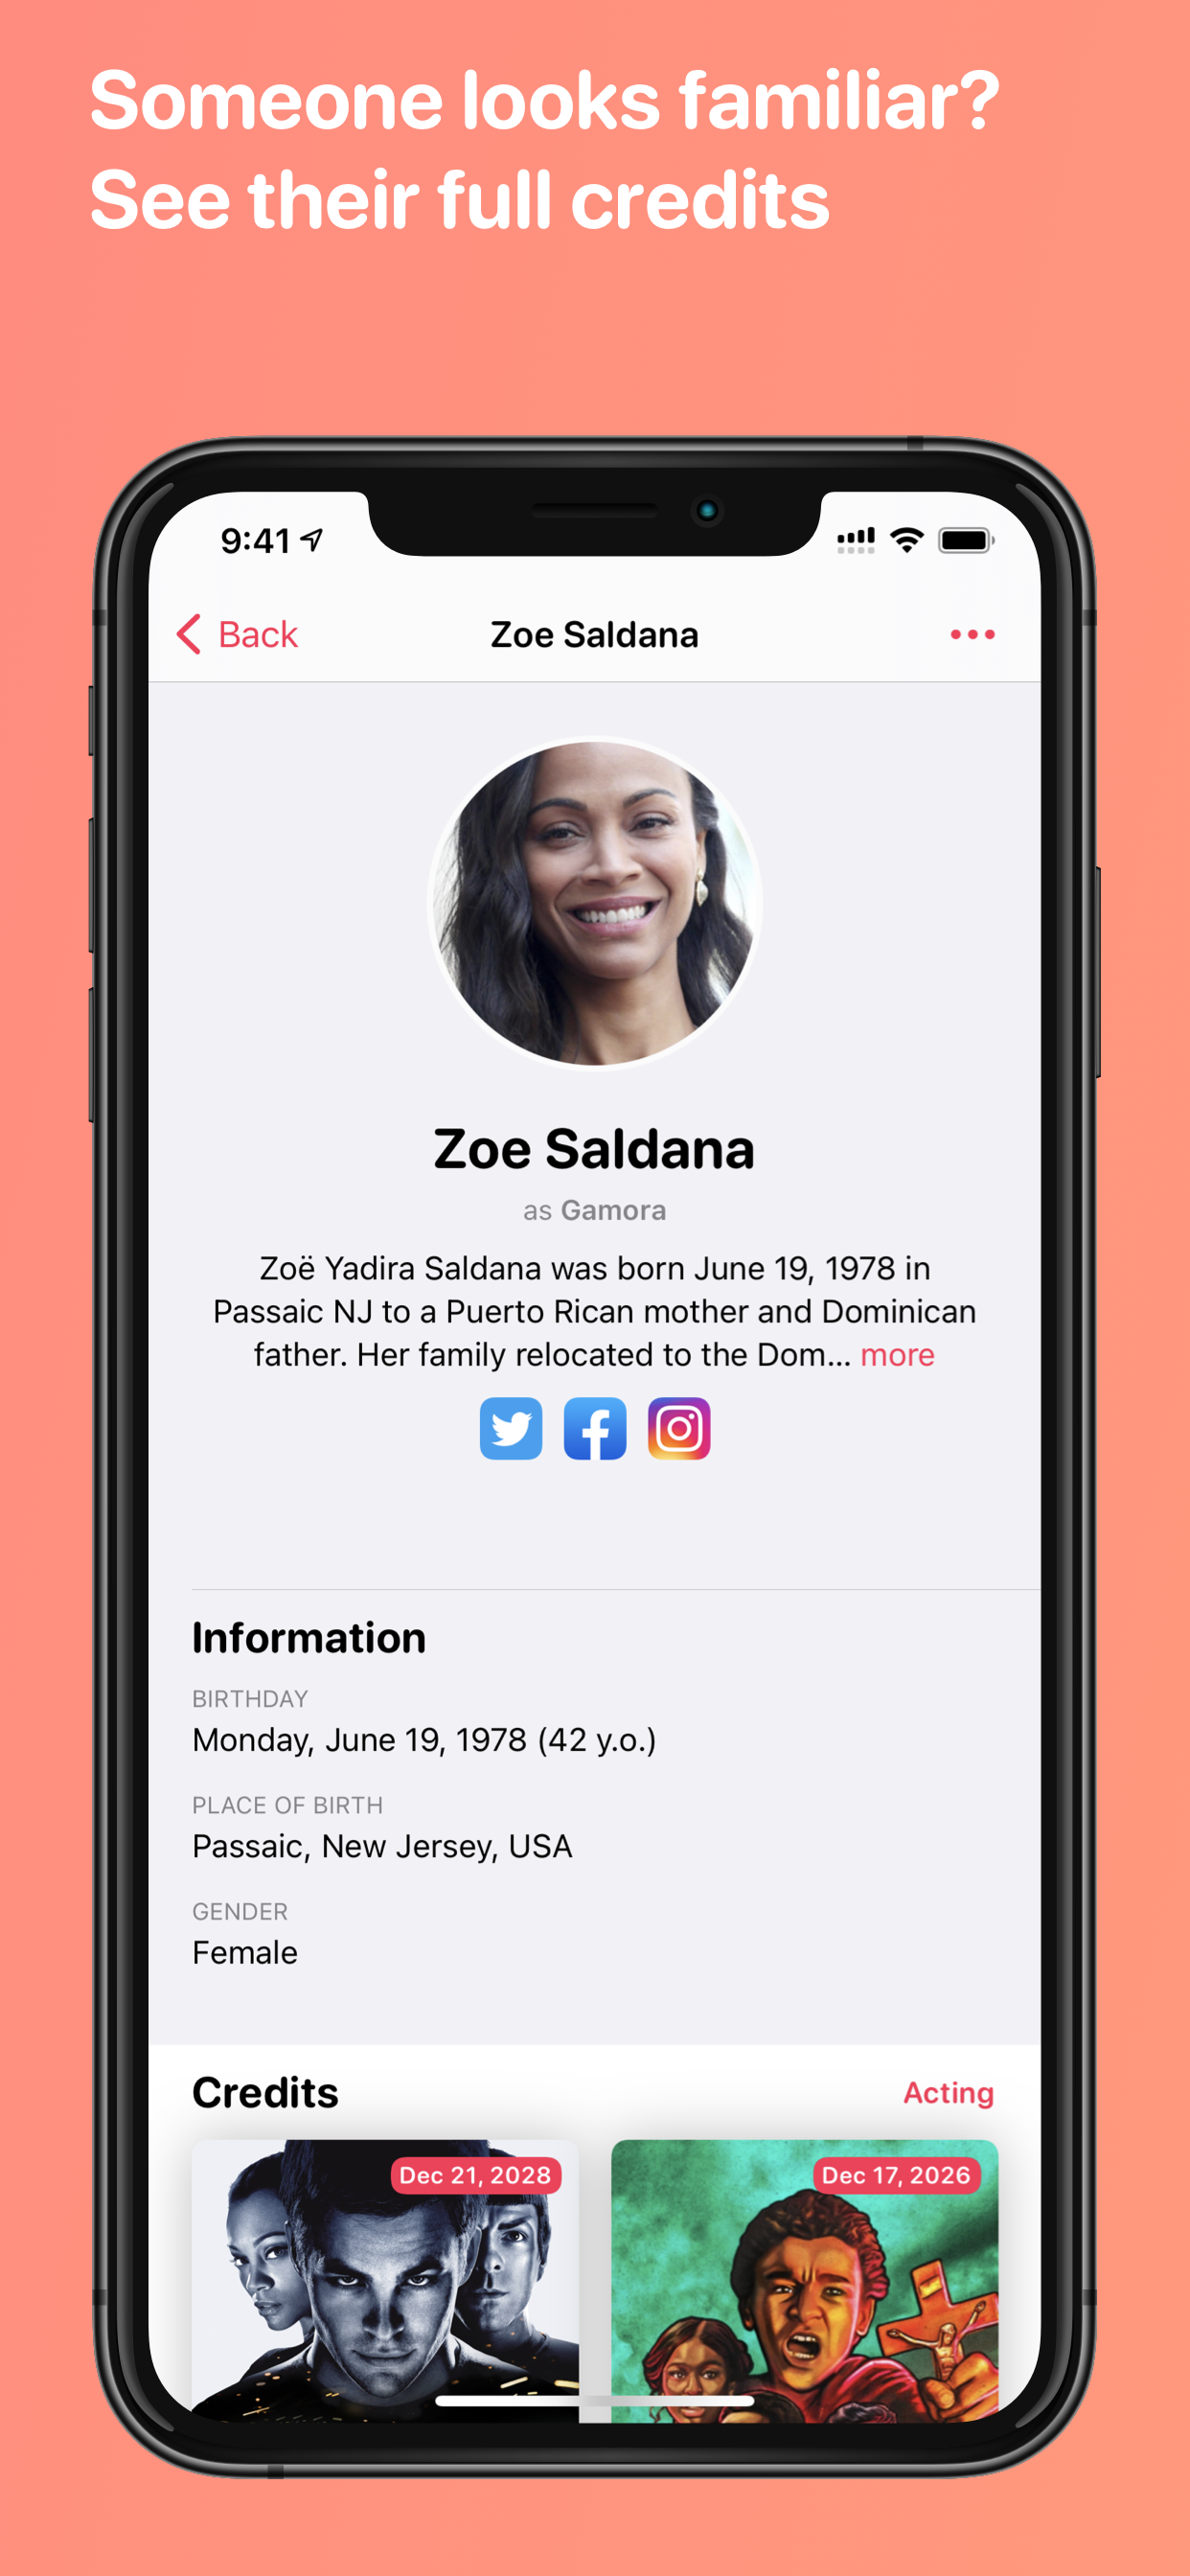 Someone looks familiar?
See their full credits
9:41
Back
Zoe Saldana
Zoe Saldana
as Gamora
Zoë Yadira Saldana was born June 19, 1978 in
Passaic NJ to a Puerto Rican mother and Dominican
father. Her family relocated to the Dom... more
Information
BIRTHDAY
Monday, June 19, 1978 (42 y.o.)
PLACE OF BIRTH
Passaic, New Jersey, USA
GENDER
Female
Credits
Acting
Dec 21, 2028
Dec 17, 2026